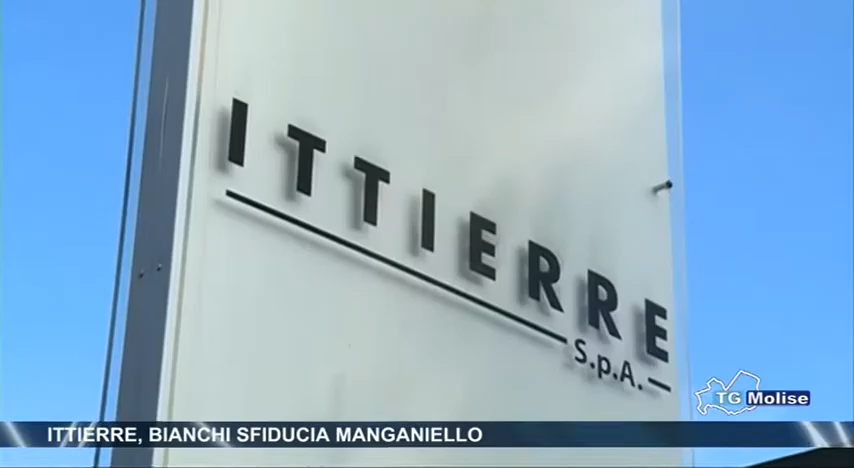 ITTIERRE
S.p.A.
TG Molise
ITTIERRE, BIANCHI SFIDUCIA MANGANIELLO